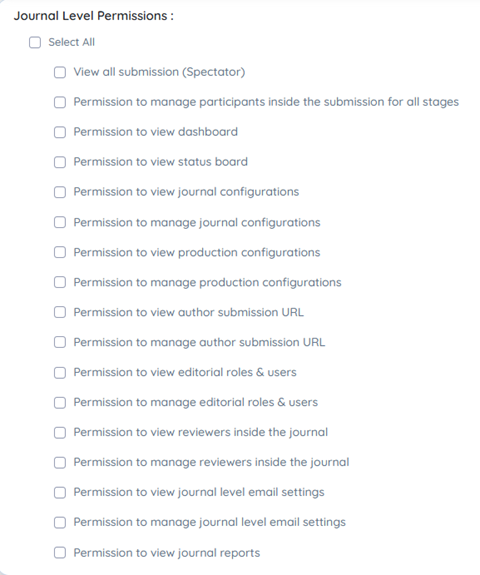 Journal Level Permissions :
Select All
View all submission (Spectator)
Permission to manage participants inside the submission for all stages
Permission to view dashboard
Permission to view status board
Permission to view journal configurations
Permission to manage journal configurations
Permission to view production configurations
Permission to manage production configurations
Permission to view author submission URL
Permission to manage author submission URL
Permission to view editorial roles & users
Permission to manage editorial roles & users
Permission to view reviewers inside the journal
Permission to manage reviewers inside the journal
Permission to view journal level email settings
Permission to manage journal level email settings
Permission to view journal reports